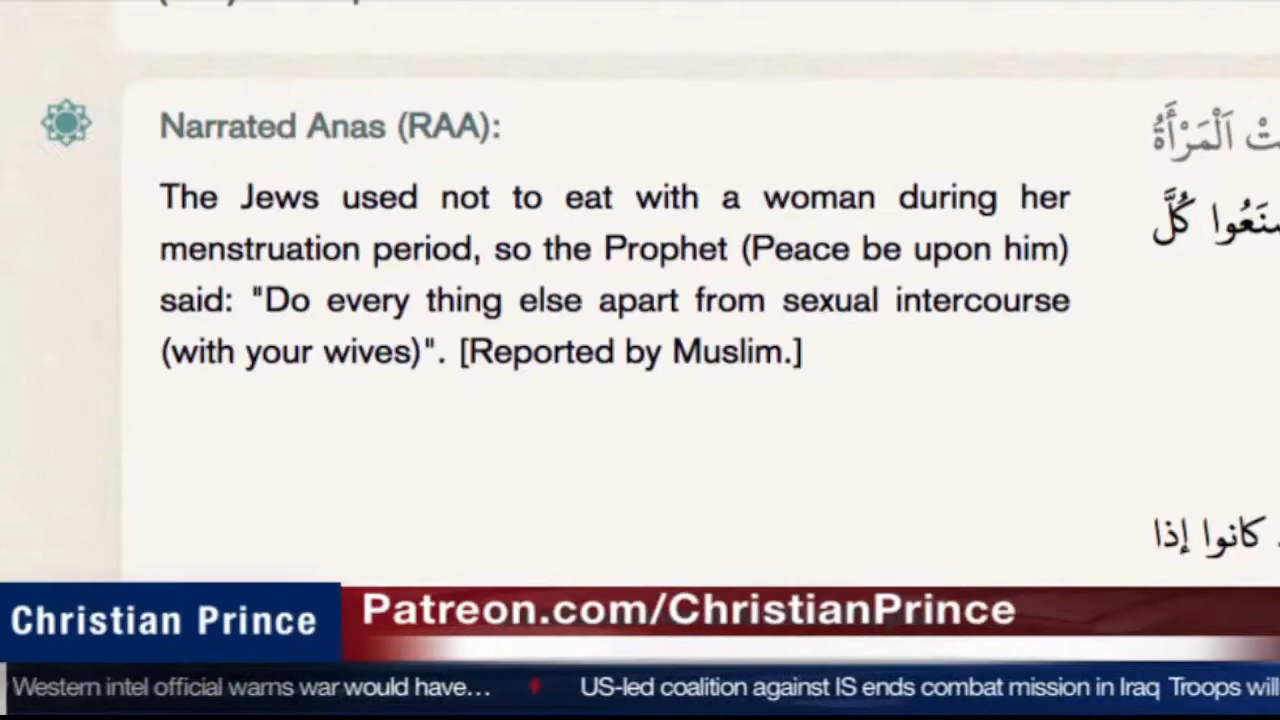 Narrated Anas (RAA):
The Jews used not to eat with a woman during her
menstruation period, so the Prophet (Peace be upon him)
said: "Do every thing else apart from sexual intercourse
(with your wives)". [Reported by Muslim.]
اَلْمَرْأَةُ
كُلَّ
كانوا إذا
Christian Prince
Patreon.com/ChristianPrince
Western intel official warns war would have... US-led coalition against IS ends combat mission in Iraq Troops will